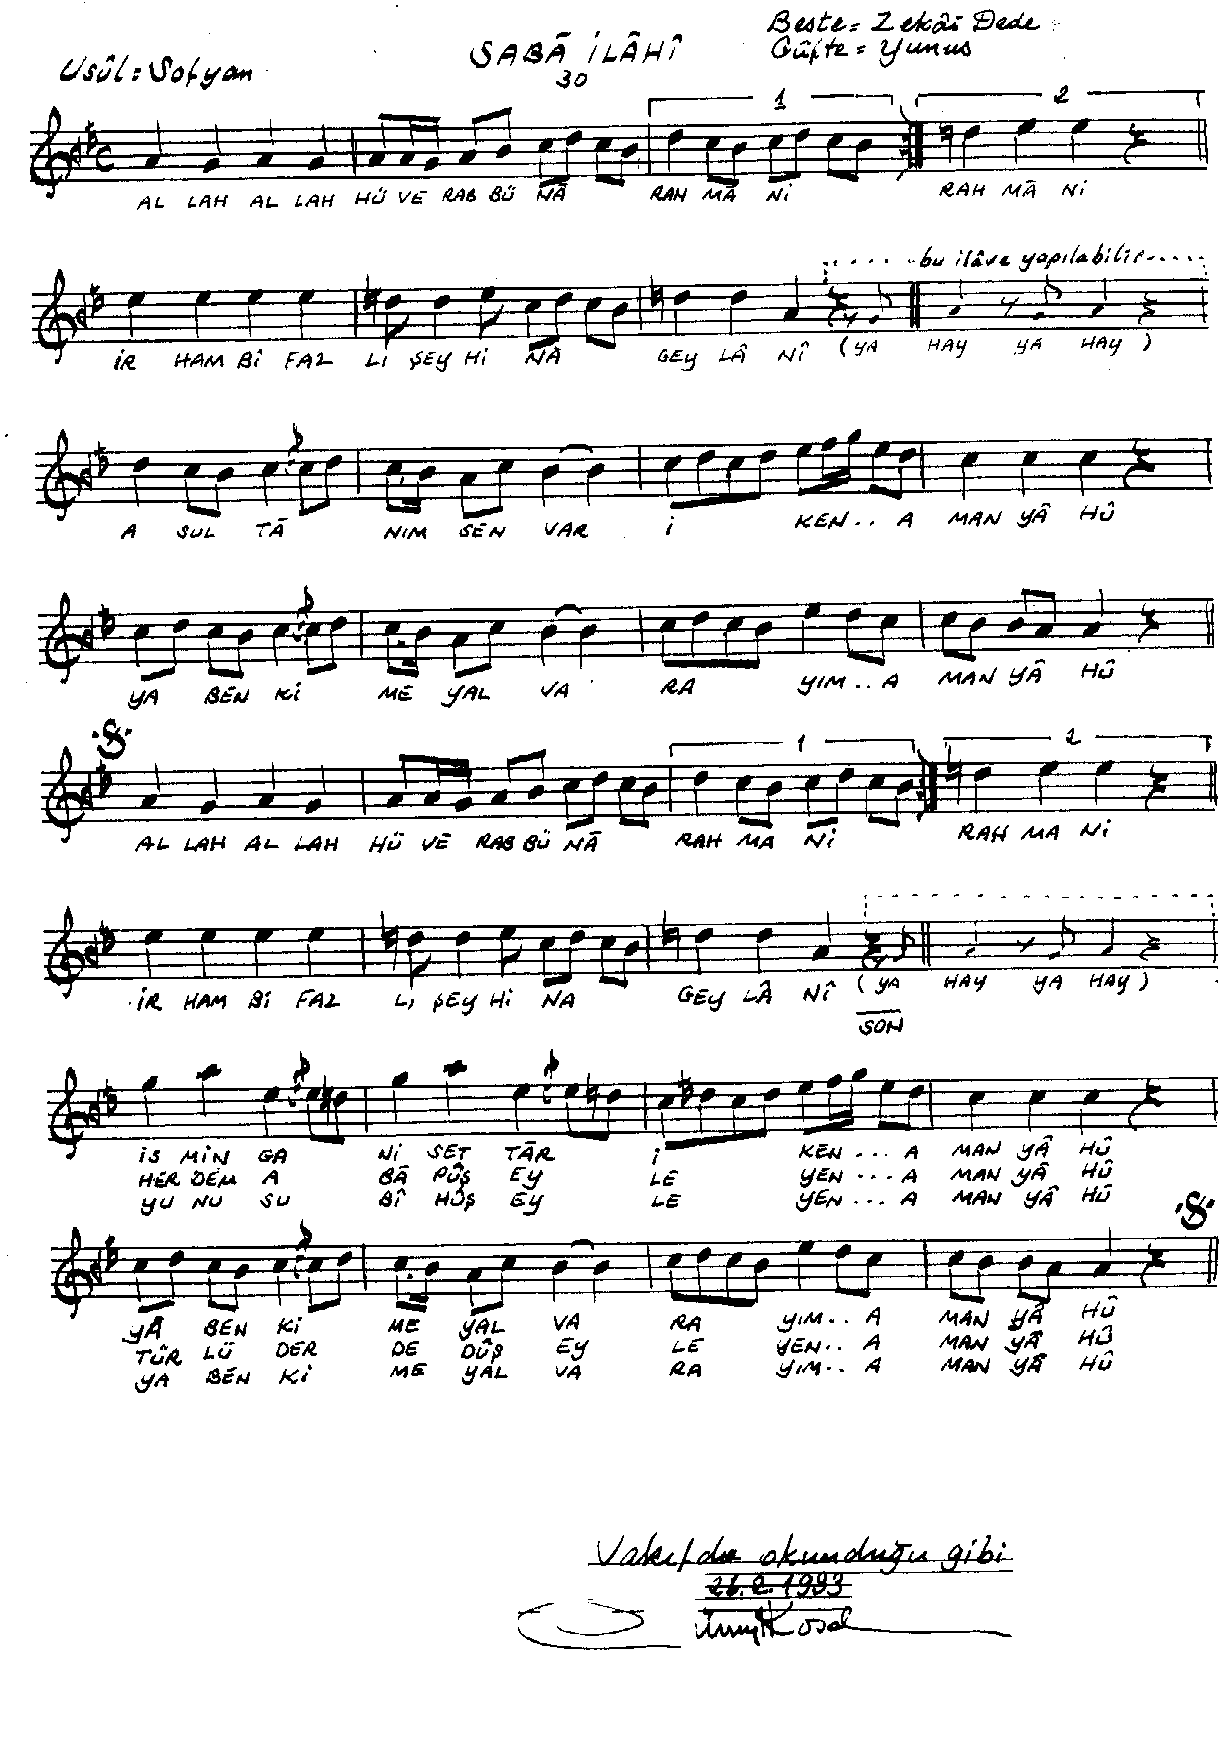 Beste = Zekâi Dede
SABÂ İLÂHÎ
Güfte = Yunus
Usûl: Sofyan
30
1 2
AL LAH AL LAH HÜ VE RAB BÜ NÂ RAH MÂ Nİ RAH MÂ Nİ
bu ilâve yapılabilir
İR HAM Bİ FAZ LI ŞEY Hİ NÂ GEY LÂ NÎ (YA HAY YA HAY)
A SUL TÂ NIM SEN VAR İ KEN.. A MAN YÂ HÛ
YA BEN Kİ ME YAL VA RA YIM.. A MAN YÂ HÛ
1 2
AL LAH AL LAH HÜ VE RAB BÜ NÂ RAH MA Nİ RAH MA Nİ
İR HAM Bİ FAZ LI ŞEY Hİ NA GEY LÂ NÎ (YA HAY YA HAY)
SON
İS MİN GA Nİ SET TÂR İ KEN... A MAN YÂ HÛ
HER DEM A BÂ PÛŞ EY LE YEN... A MAN YÂ HÛ
YU NU SU BÎ HÛŞ EY LE YEN... A MAN YÂ HÛ
YÂ BEN Kİ ME YAL VA RA YIM.. A MAN YÂ HÛ
TÜR LÜ DER DE DÛŞ EY LE YEN.. A MAN YÂ HÛ
YA BEN Kİ ME YAL VA RA YIM.. A MAN YÂ HÛ
Vakıfda okunduğu gibi
26.2.1993